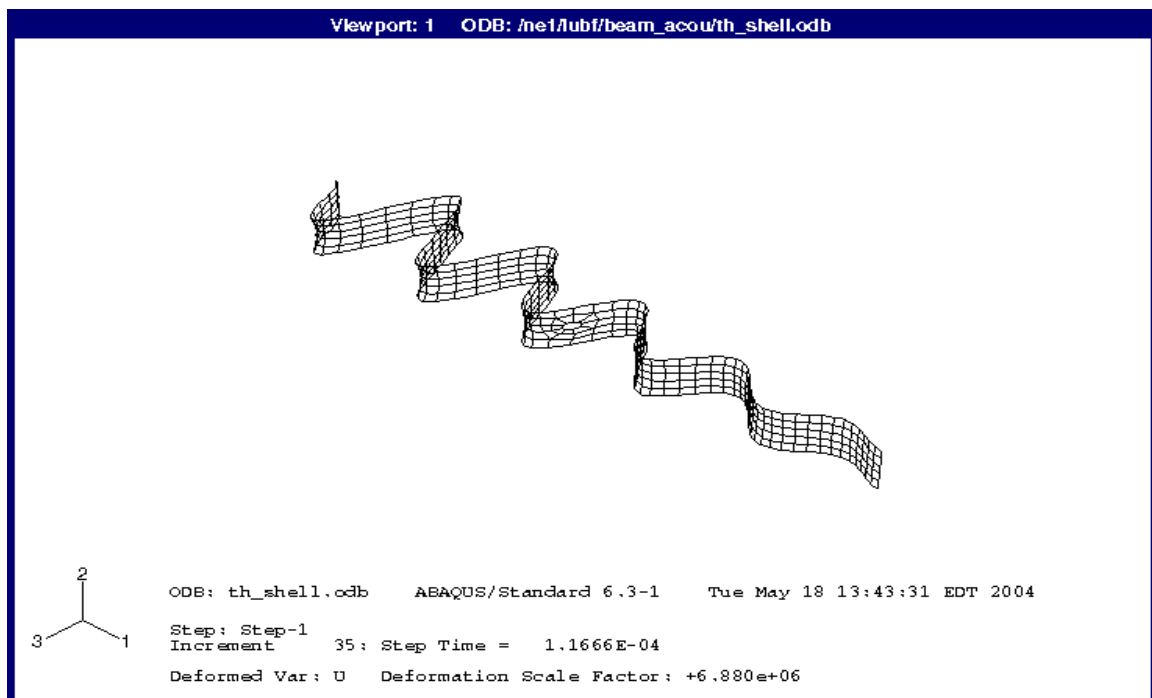 Viewport: 1 ODB: /ne1/lubf/beam_acou/th_shell.odb
2
3
1
ODB: th_shell.odb ABAQUS/Standard 6.3-1 Tue May 18 13:43:31 EDT 2004
Step: Step-1
Increment 35: Step Time = 1.1666E-04
Deformed Var: U Deformation Scale Factor: +6.880e+06